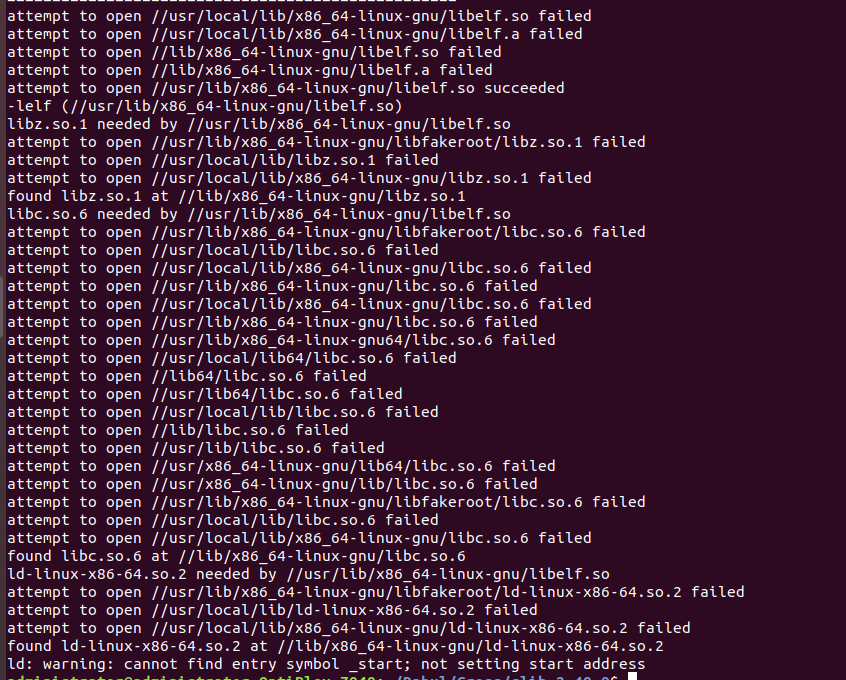 attempt to open //usr/local/lib/x86_64-linux-gnu/libelf.so failed
attempt to open //usr/local/lib/x86_64-linux-gnu/libelf.a failed
attempt to open //lib/x86_64-linux-gnu/libelf.so failed
attempt to open //lib/x86_64-linux-gnu/libelf.a failed
attempt to open //usr/lib/x86_64-linux-gnu/libelf.so succeeded
-lelf (//usr/lib/x86_64-linux-gnu/libelf.so)
libz.so.1 needed by //usr/lib/x86_64-linux-gnu/libelf.so
attempt to open //usr/lib/x86_64-linux-gnu/libfakeroot/libz.so.1 failed
attempt to open //usr/local/lib/libz.so.1 failed
attempt to open //usr/local/lib/x86_64-linux-gnu/libz.so.1 failed
found libz.so.1 at //lib/x86_64-linux-gnu/libz.so.1
libc.so.6 needed by //usr/lib/x86_64-linux-gnu/libelf.so
attempt to open //usr/lib/x86_64-linux-gnu/libfakeroot/libc.so.6 failed
attempt to open //usr/local/lib/libc.so.6 failed
attempt to open //usr/local/lib/x86_64-linux-gnu/libc.so.6 failed
attempt to open //usr/lib/x86_64-linux-gnu/libc.so.6 failed
attempt to open //usr/local/lib/x86_64-linux-gnu/libc.so.6 failed
attempt to open //usr/lib/x86_64-linux-gnu/libc.so.6 failed
attempt to open //usr/lib/x86_64-linux-gnu64/libc.so.6 failed
attempt to open //usr/local/lib64/libc.so.6 failed
attempt to open //lib64/libc.so.6 failed
attempt to open //usr/lib64/libc.so.6 failed
attempt to open //usr/local/lib/libc.so.6 failed
attempt to open //lib/libc.so.6 failed
attempt to open //usr/lib/libc.so.6 failed
attempt to open //usr/x86_64-linux-gnu/lib64/libc.so.6 failed
attempt to open //usr/x86_64-linux-gnu/lib/libc.so.6 failed
attempt to open //usr/lib/x86_64-linux-gnu/libfakeroot/libc.so.6 failed
attempt to open //usr/local/lib/libc.so.6 failed
attempt to open //usr/local/lib/x86_64-linux-gnu/libc.so.6 failed
found libc.so.6 at //lib/x86_64-linux-gnu/libc.so.6
ld-linux-x86-64.so.2 needed by //usr/lib/x86_64-linux-gnu/libelf.so
attempt to open //usr/lib/x86_64-linux-gnu/libfakeroot/ld-linux-x86-64.so.2 failed
attempt to open //usr/local/lib/ld-linux-x86-64.so.2 failed
attempt to open //usr/local/lib/x86_64-linux-gnu/ld-linux-x86-64.so.2 failed
found ld-linux-x86-64.so.2 at //lib/x86_64-linux-gnu/ld-linux-x86-64.so.2
ld: warning: cannot find entry symbol _start; not setting start address